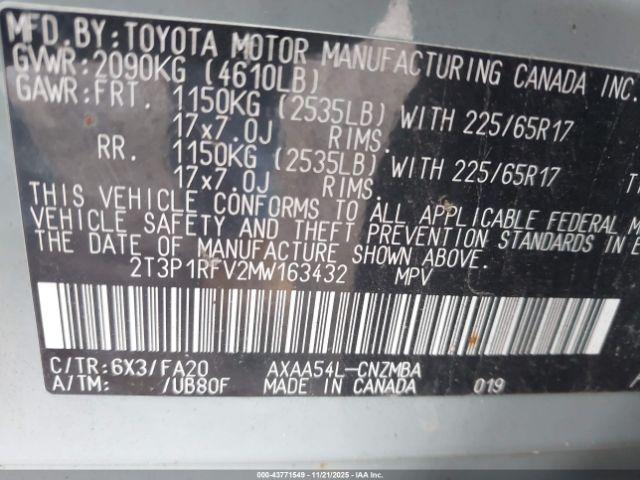 MFD.BY:TOYOTA MOTOR MANUFACTURING CANADA INC.
GVWR:2090KG (4610LB)
GAWR:FRT. 1150KG (2535LB) WITH 225/65R17
17x7.0J RIMS.
RR. 1150KG (2535LB) WITH 225/65R17
17x7.0J RIMS.
THIS VEHICLE CONFORMS TO ALL APPLICABLE FEDERAL
VEHICLE SAFETY AND THEFT PREVENTION STANDARDS IN
THE DATE OF MANUFACTURE SHOWN ABOVE.
2T3P1RFV2MW163432 MPV
C/TR:6X3/FA20 AXAA54L-CNZMBA
A/TM: /UB80F MADE IN CANADA 019
000-43771549 | 11/21/2025 | IAAI.COM